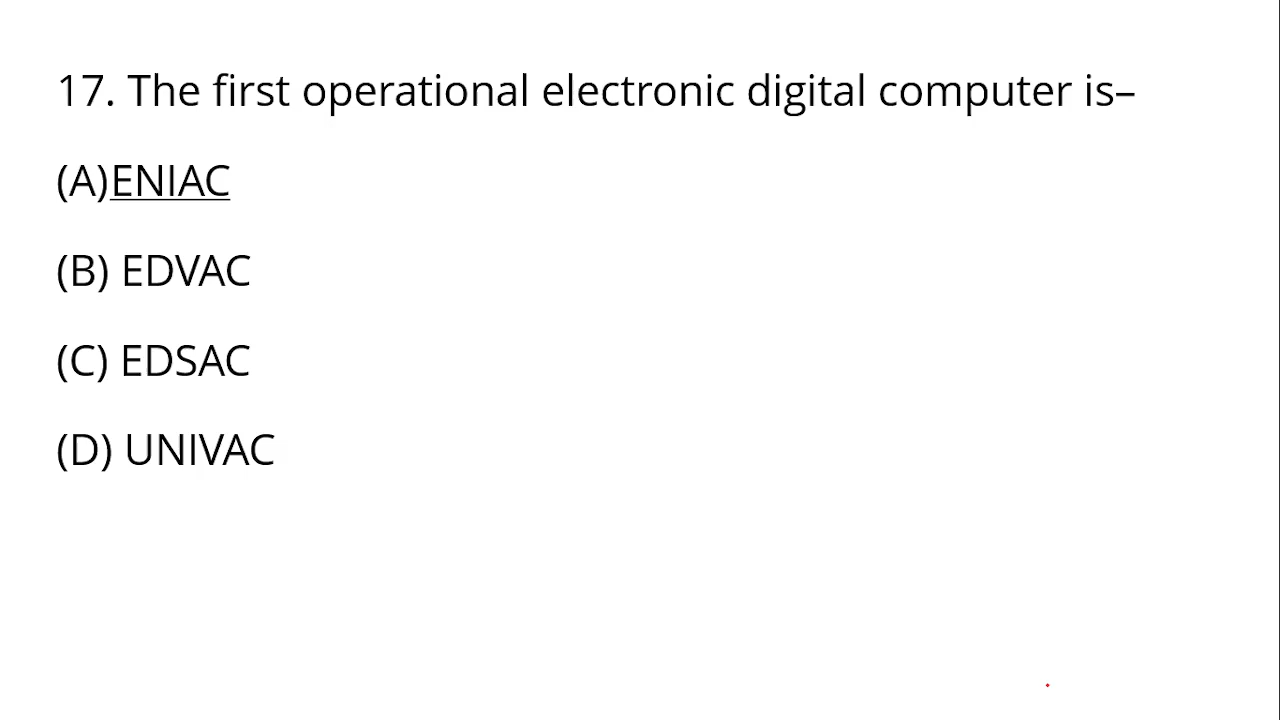 17. The first operational electronic digital computer is–
(A)ENIAC
(B) EDVAC
(C) EDSAC
(D) UNIVAC